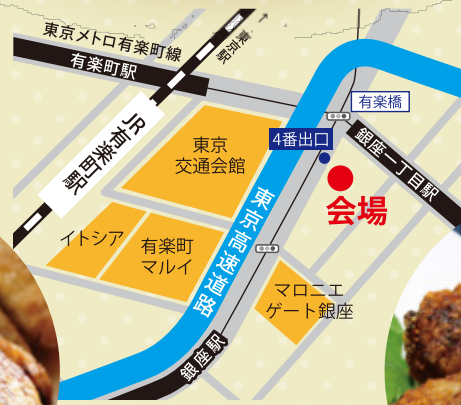 東京メトロ有楽町線
有楽町駅
東京駅
JR有楽町駅
有楽橋
4番出口
銀座一丁目駅
会場
東京
交通会館
東京高速道路
イトシア
有楽町
マルイ
マロニエ
ゲート銀座
銀座駅